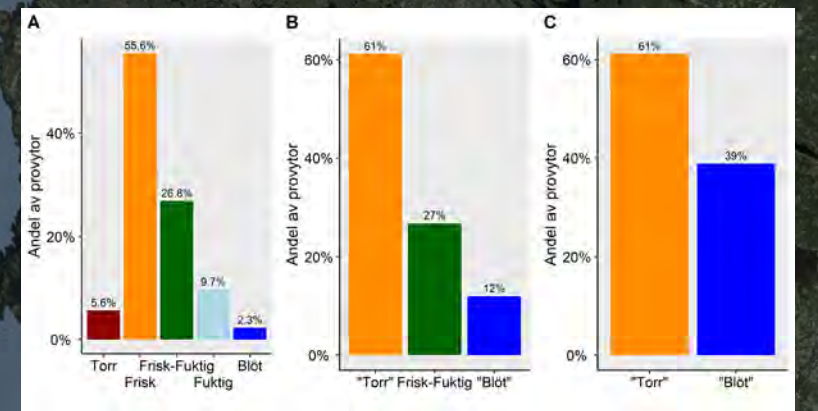 A
Andel av provytor
40%
20%
0%
5.6%
55.6%
26.8%
9.7%
2.3%
Torr
Frisk
Frisk-Fuktig
Fuktig
Blöt
B
Andel av provytor
60%
40%
20%
0%
61%
27%
12%
"Torr" Frisk-Fuktig "Blöt"
C
Andel av provytor
60%
40%
20%
0%
61%
39%
"Torr"
"Blöt"